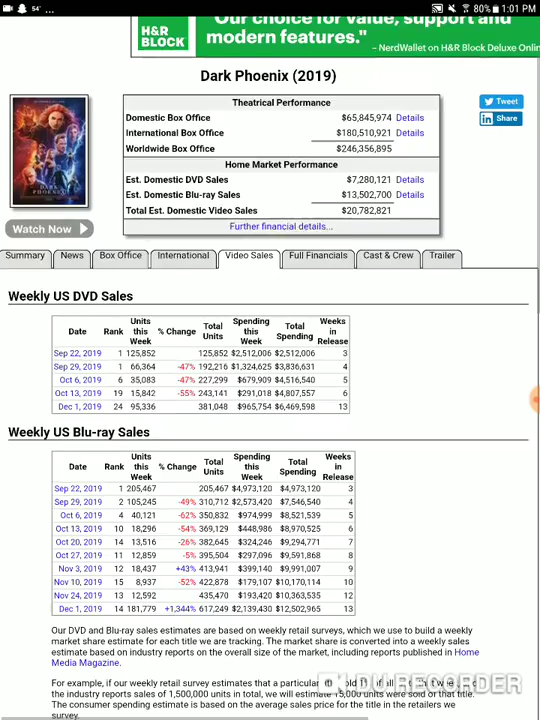 54' ...
80% 1:01 PM
H&R
BLOCK
"Our choice for value, support and
modern features."
– NerdWallet on H&R Block Deluxe Onlin
Dark Phoenix (2019)
Theatrical Performance
Domestic Box Office $65,845,974 Details
International Box Office $180,510,921 Details
Worldwide Box Office $246,356,895
Home Market Performance
Est. Domestic DVD Sales $7,280,121 Details
Est. Domestic Blu-ray Sales $13,502,700 Details
Total Est. Domestic Video Sales $20,782,821
Further financial details...
Tweet
Share
DARK
PHOENIX
Watch Now
Summary News Box Office International Video Sales Full Financials Cast & Crew Trailer
Weekly US DVD Sales
Date Rank Units this Week % Change Total Units Spending this Week Total Spending Weeks in Release
Sep 22, 2019 1 125,852 125,852 $2,512,006 $2,512,006 3
Sep 29, 2019 1 66,364 -47% 192,216 $1,324,625 $3,836,631 4
Oct 6, 2019 6 35,083 -47% 227,299 $679,909 $4,516,540 5
Oct 13, 2019 19 15,842 -55% 243,141 $291,018 $4,807,557 6
Dec 1, 2019 24 95,336 381,048 $965,754 $6,469,598 13
Weekly US Blu-ray Sales
Date Rank Units this Week % Change Total Units Spending this Week Total Spending Weeks in Release
Sep 22, 2019 1 205,467 205,467 $4,973,120 $4,973,120 3
Sep 29, 2019 2 105,245 -49% 310,712 $2,573,420 $7,546,540 4
Oct 6, 2019 4 40,121 -62% 350,832 $974,999 $8,521,539 5
Oct 13, 2019 10 18,296 -54% 369,129 $448,986 $8,970,525 6
Oct 20, 2019 14 13,516 -26% 382,645 $324,246 $9,294,771 7
Oct 27, 2019 11 12,859 -5% 395,504 $297,096 $9,591,868 8
Nov 3, 2019 12 18,437 +43% 413,941 $399,140 $9,991,007 9
Nov 10, 2019 15 8,937 -52% 422,878 $179,107 $10,170,114 10
Nov 24, 2019 13 12,592 435,470 $193,420 $10,363,535 12
Dec 1, 2019 14 181,779 +1,344% 617,249 $2,139,430 $12,502,965 13
Our DVD and Blu-ray sales estimates are based on weekly retail surveys, which we use to build a weekly
market share estimate for each title we are tracking. The market share is converted into a weekly sales
estimate based on industry reports on the overall size of the market, including reports published in Home
Media Magazine.
For example, if our weekly retail survey estimates that a particular
the industry reports sales of 1,500,000 units in total, we will estimate 15,000 units were sold of that title.
The consumer spending estimate is based on the average sales price for the title in the retailers we
survey.
DU RECORDER